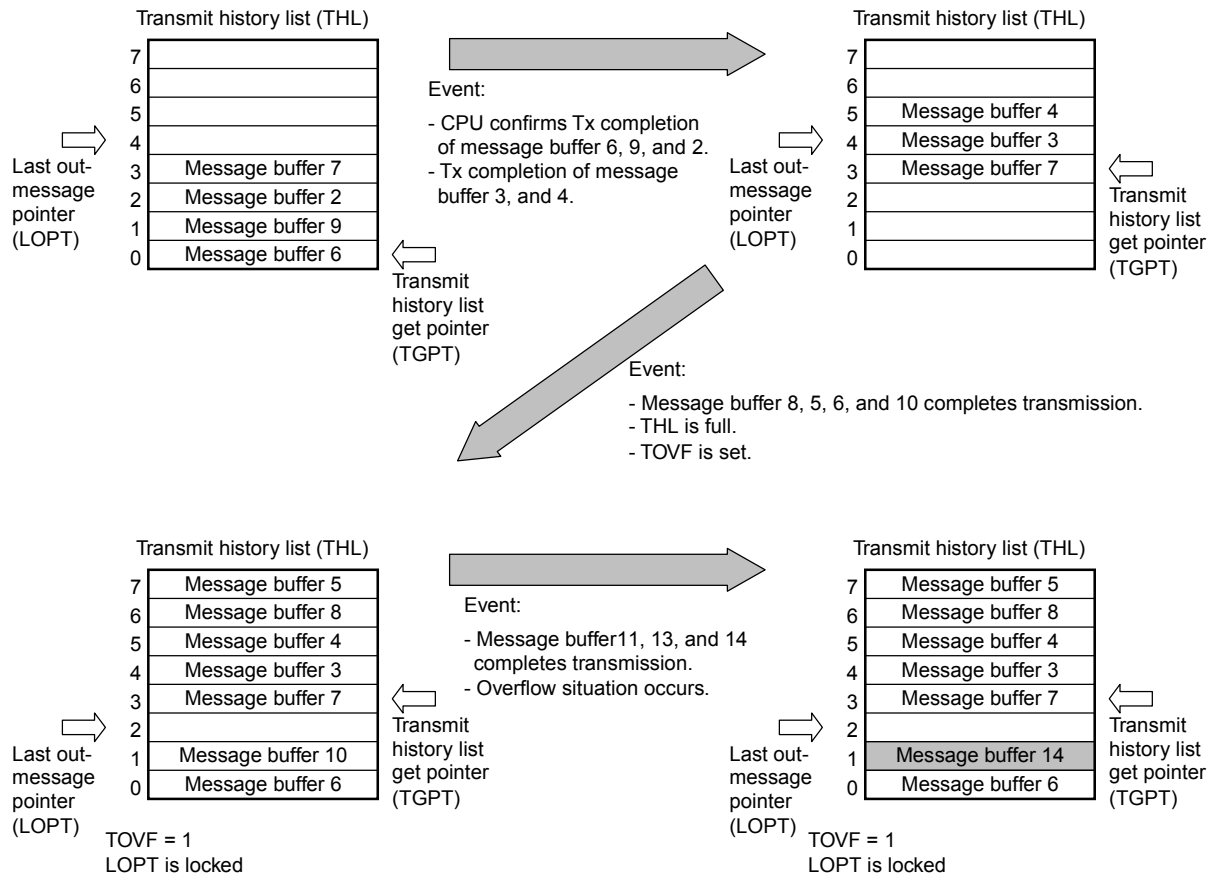 Transmit history list (THL)
7
6
5
4
3 Message buffer 7
2 Message buffer 2
1 Message buffer 9
0 Message buffer 6
Last out-
message
pointer
(LOPT)
Transmit
history list
get pointer
(TGPT)
Event:
- CPU confirms Tx completion
of message buffer 6, 9, and 2.
- Tx completion of message
buffer 3, and 4.
Transmit history list (THL)
7
6
5 Message buffer 4
4 Message buffer 3
3 Message buffer 7
2
1
0
Last out-
message
pointer
(LOPT)
Transmit
history list
get pointer
(TGPT)
Event:
- Message buffer 8, 5, 6, and 10 completes transmission.
- THL is full.
- TOVF is set.
Transmit history list (THL)
7 Message buffer 5
6 Message buffer 8
5 Message buffer 4
4 Message buffer 3
3 Message buffer 7
2
1 Message buffer 10
0 Message buffer 6
Last out-
message
pointer
(LOPT)
Transmit
history list
get pointer
(TGPT)
TOVF = 1
LOPT is locked
Event:
- Message buffer11, 13, and 14
completes transmission.
- Overflow situation occurs.
Transmit history list (THL)
7 Message buffer 5
6 Message buffer 8
5 Message buffer 4
4 Message buffer 3
3 Message buffer 7
2
1 Message buffer 14
0 Message buffer 6
Last out-
message
pointer
(LOPT)
Transmit
history list
get pointer
(TGPT)
TOVF = 1
LOPT is locked